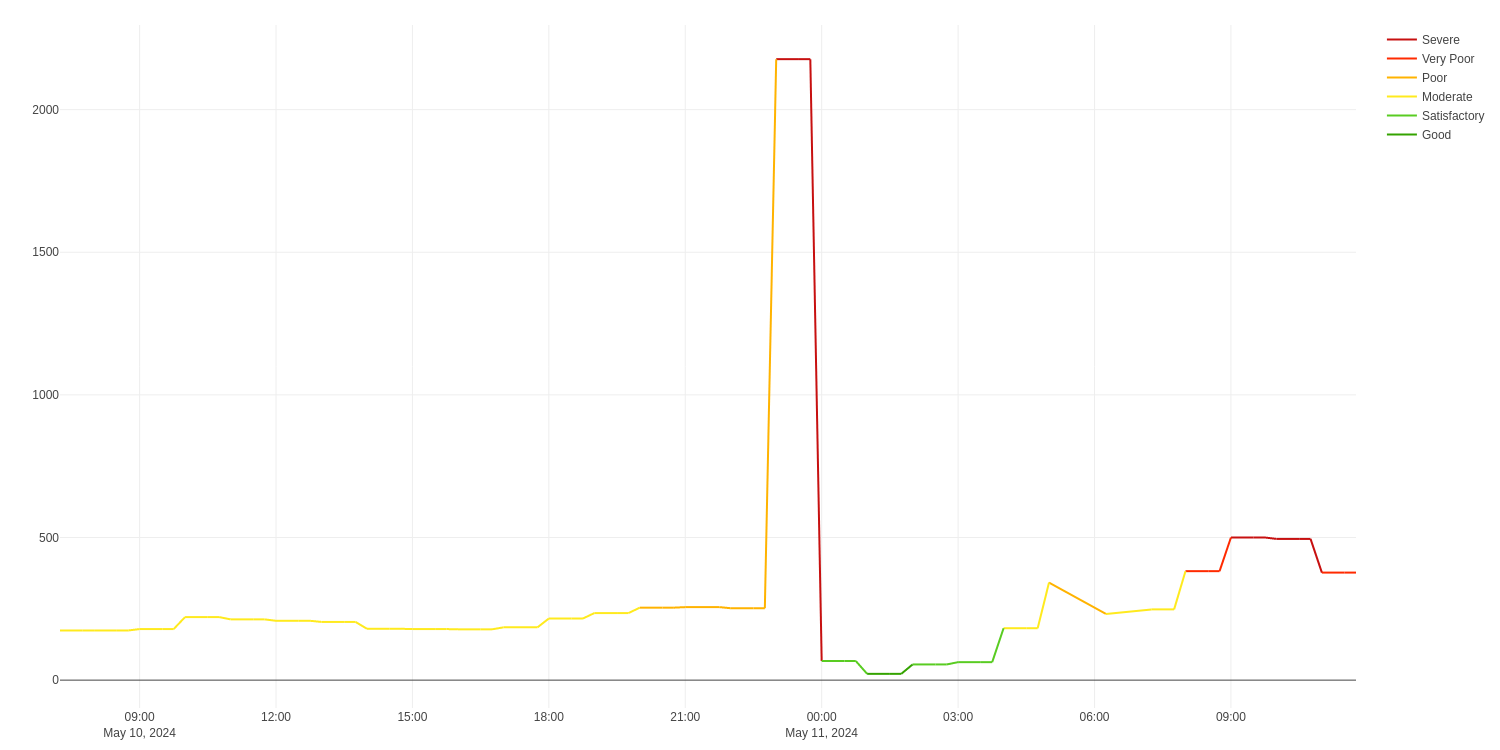 2000
1500
1000
500
0
09:00
12:00
15:00
18:00
21:00
00:00
03:00
06:00
09:00
May 10, 2024
May 11, 2024
Severe
Very Poor
Poor
Moderate
Satisfactory
Good